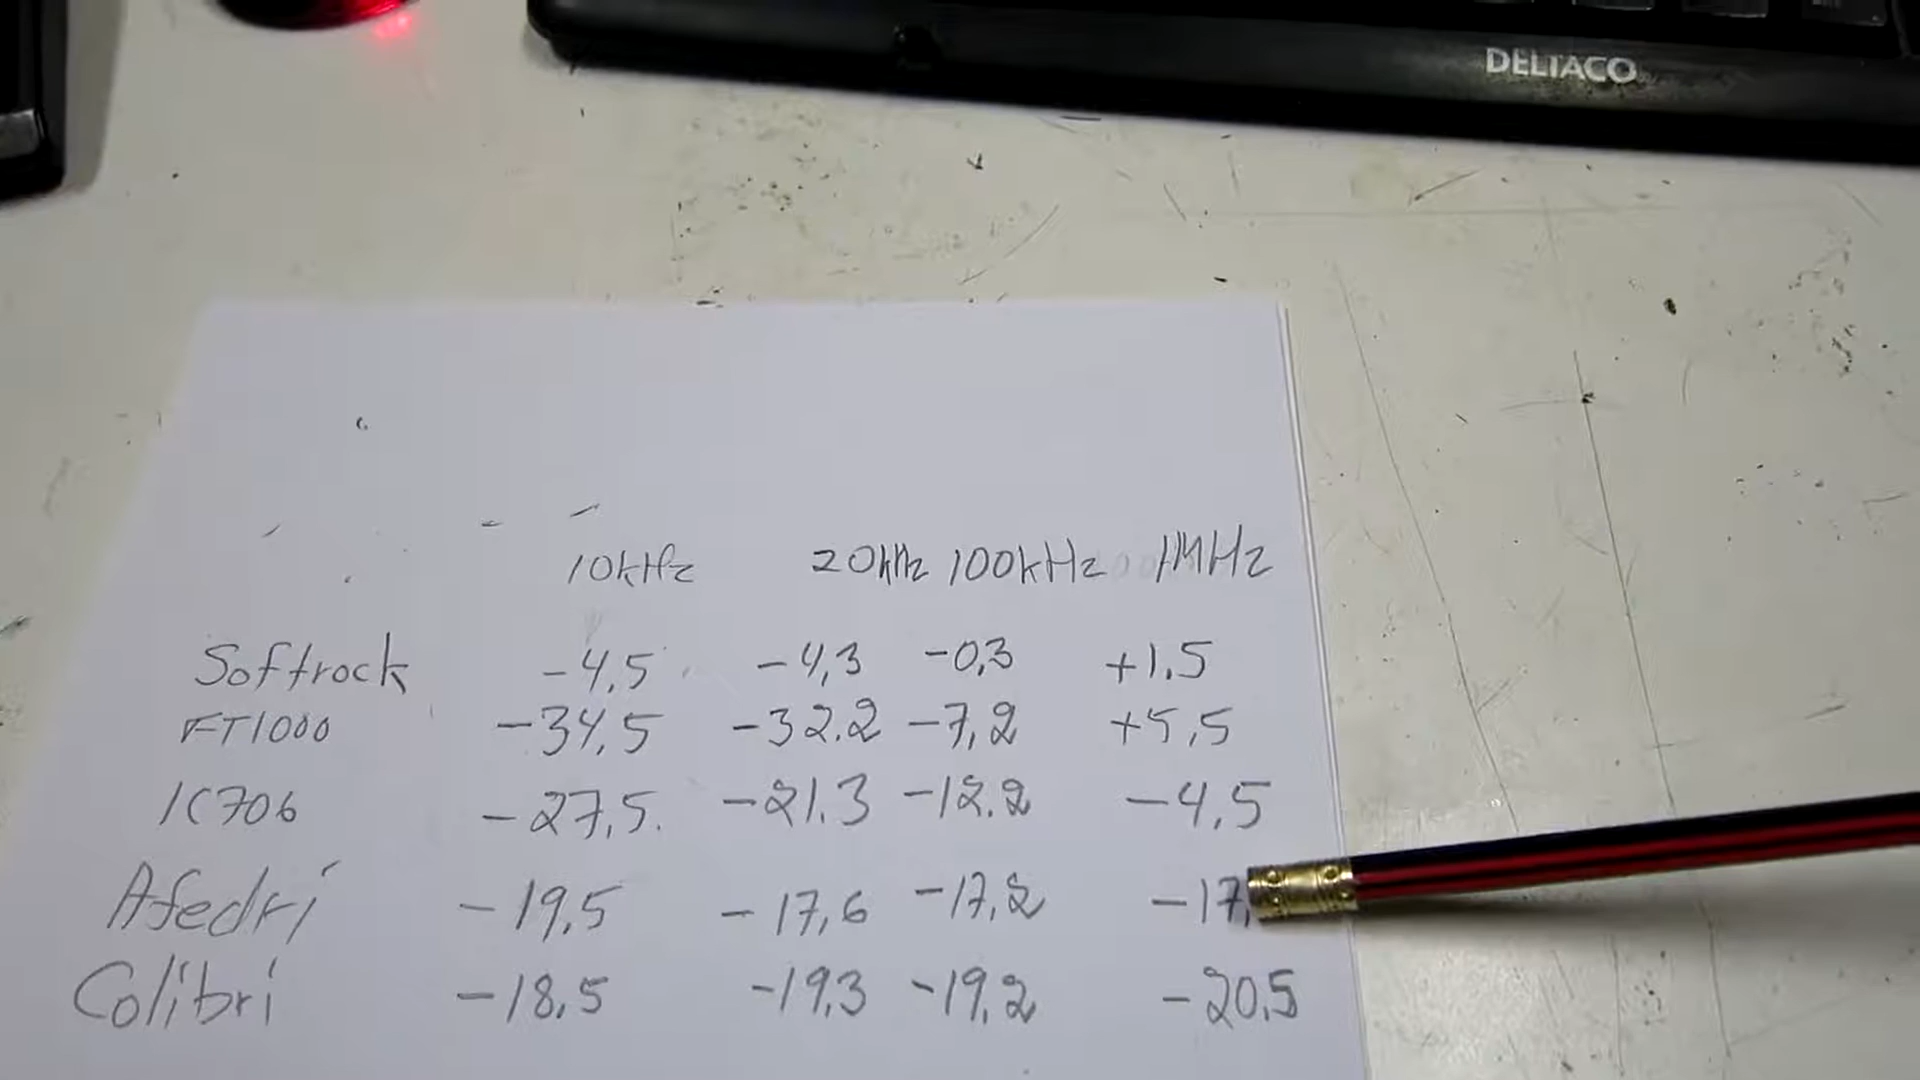 DELTACO
10kHz 20kHz 100kHz 1MHz
Softrock -4,5 -4,3 -0,3 +1,5
FT1000 -34,5 -32.2 -7,2 +5,5
IC706 -27,5. -21.3 -12.2 -4,5
Afedri -19,5 -17,6 -17,2 -17,
Colibri -18,5 -19,3 -19,2 -20,5